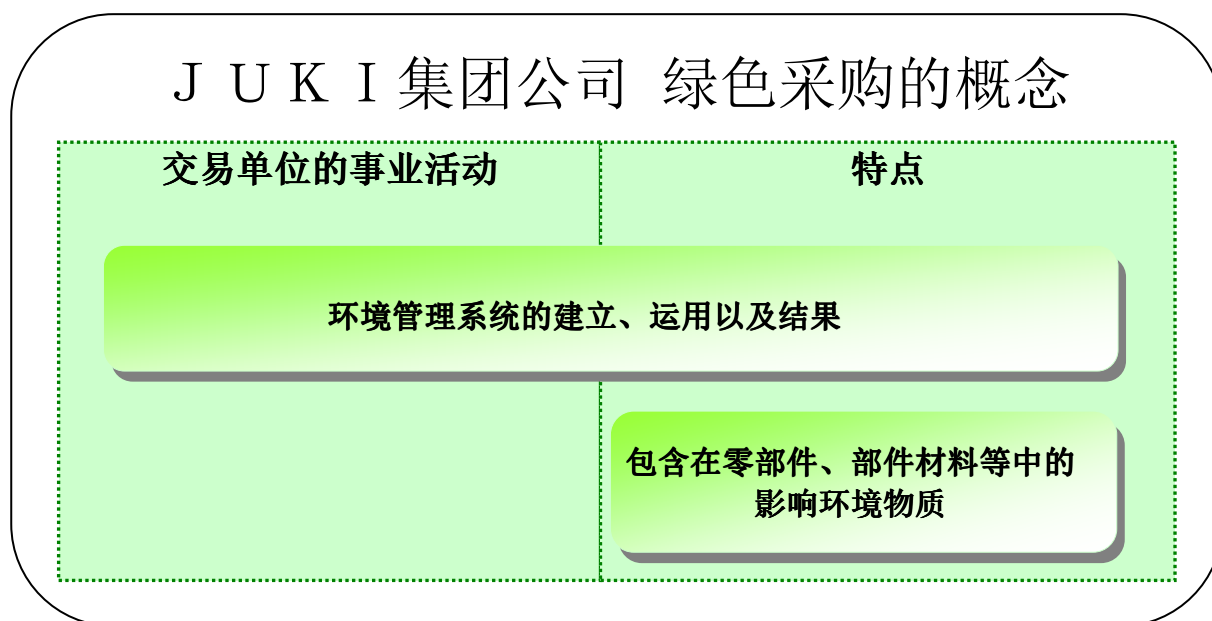 ＪＵＫＩ集团公司 绿色采购的概念
交易单位的事业活动
特点
环境管理系统的建立、运用以及结果
包含在零部件、部件材料等中的
影响环境物质